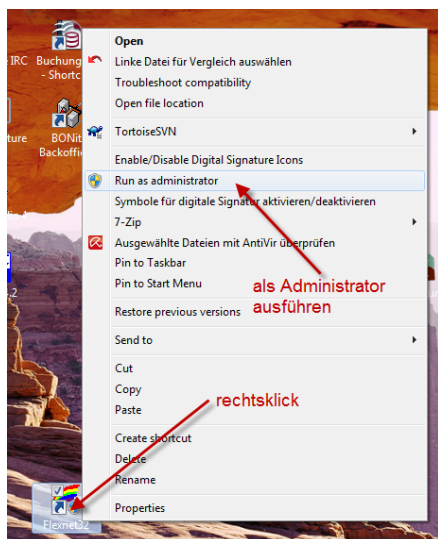 IRC
Buchung
- Shortc
ture
BONit
Backoffi
.2
Flexnet32
Open
Linke Datei für Vergleich auswählen
Troubleshoot compatibility
Open file location
TortoiseSVN
Enable/Disable Digital Signature Icons
Run as administrator
Symbole für digitale Signatur aktivieren/deaktivieren
7-Zip
Ausgewählte Dateien mit AntiVir überprüfen
Pin to Taskbar
Pin to Start Menu
als Administrator
ausführen
Restore previous versions
Send to
Cut
Copy
Paste
rechtsklick
Create shortcut
Delete
Rename
Properties